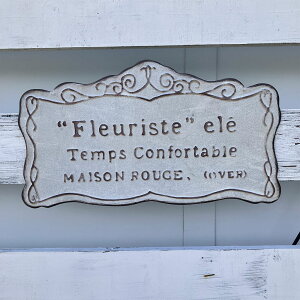 "Fleuriste" elé
Temps Confortable
MAISON ROUGE, (OVER)